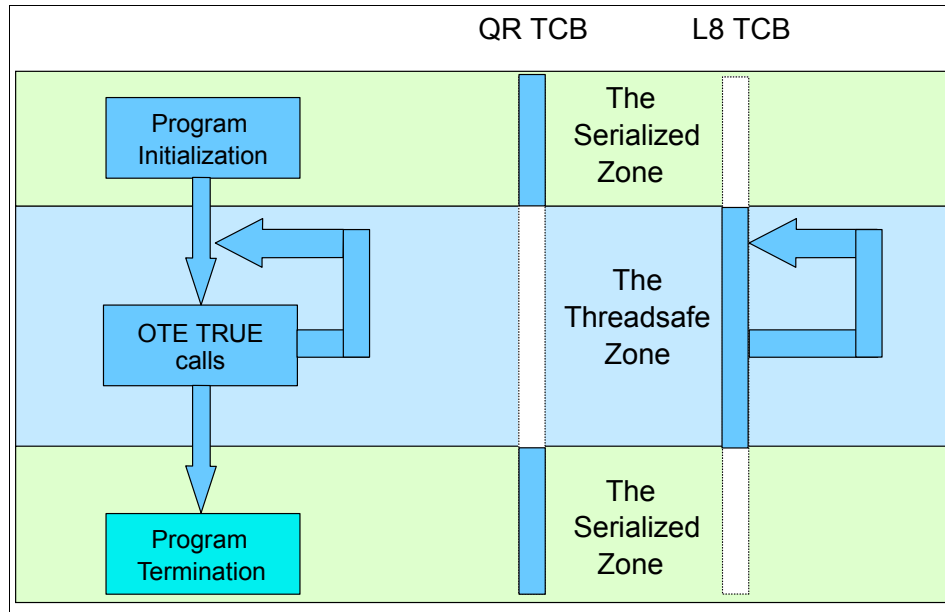 QR TCB
L8 TCB
Program
Initialization
The
Serialized
Zone
OTE TRUE
calls
The
Threadsafe
Zone
Program
Termination
The
Serialized
Zone